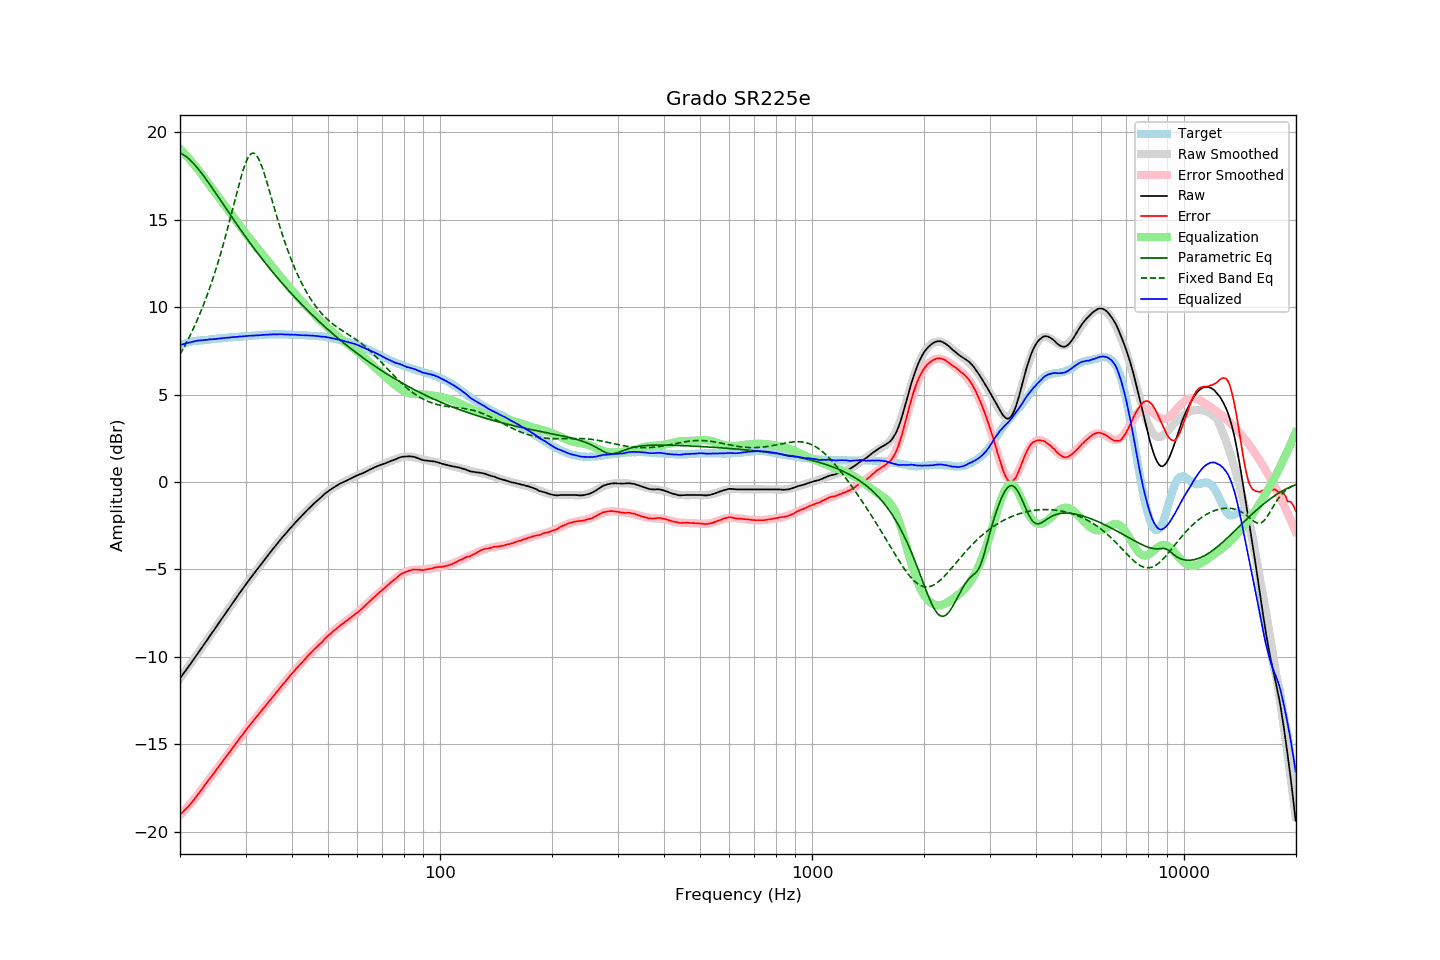 Grado SR225e
Amplitude (dBr)
20
15
10
5
0
−5
−10
−15
−20
100
1000
10000
Frequency (Hz)
Target
Raw Smoothed
Error Smoothed
Raw
Error
Equalization
Parametric Eq
Fixed Band Eq
Equalized